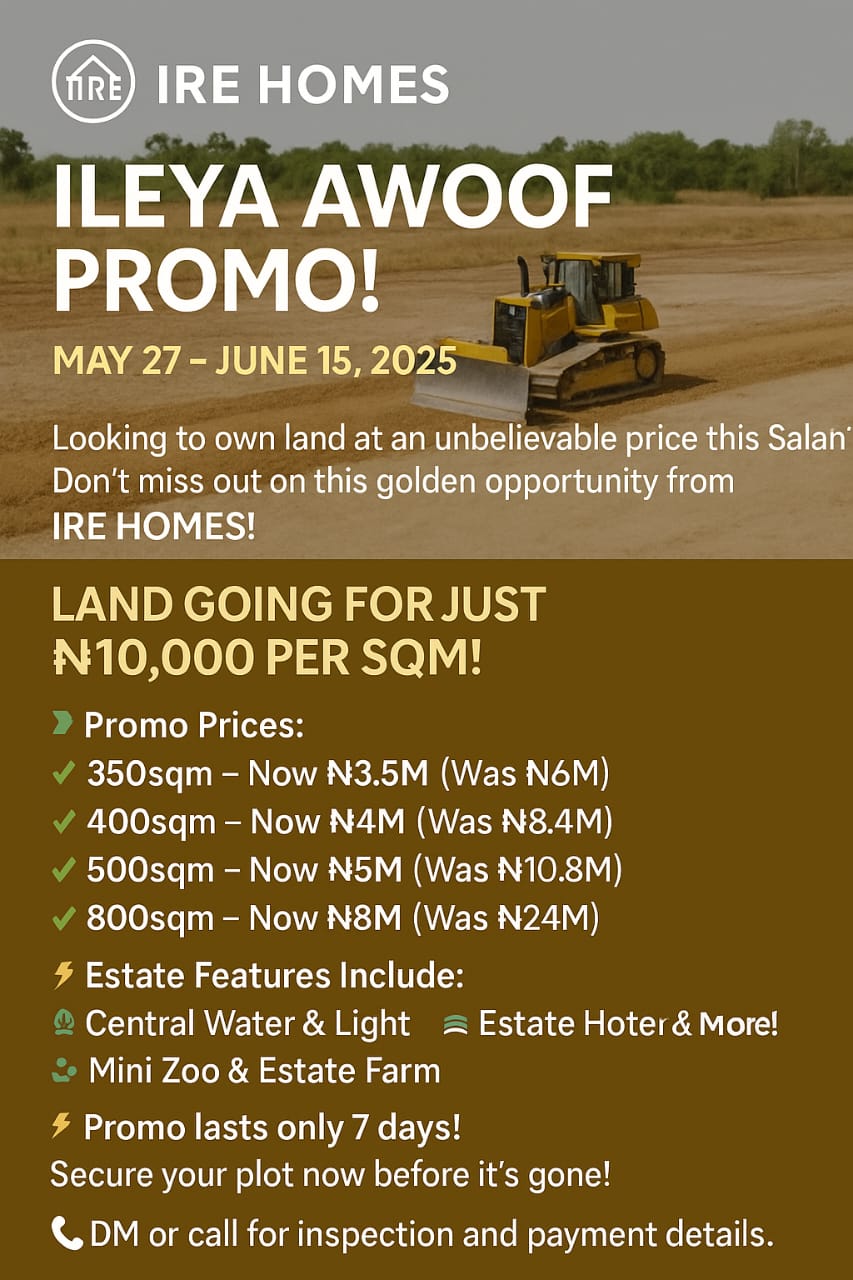 IRE
IRE HOMES
ILEYA AWOOF
PROMO!
MAY 27 – JUNE 15, 2025
Looking to own land at an unbelievable price this Salan'
Don't miss out on this golden opportunity from
IRE HOMES!
LAND GOING FOR JUST
₦10,000 PER SQM!
Promo Prices:
✓ 350sqm – Now ₦3.5M (Was ₦6M)
✓ 400sqm – Now ₦4M (Was ₦8.4M)
✓ 500sqm – Now ₦5M (Was ₦10.8M)
✓ 800sqm – Now ₦8M (Was ₦24M)
Estate Features Include:
Central Water & Light Estate Hoter & More!
Mini Zoo & Estate Farm
Promo lasts only 7 days!
Secure your plot now before it's gone!
DM or call for inspection and payment details.